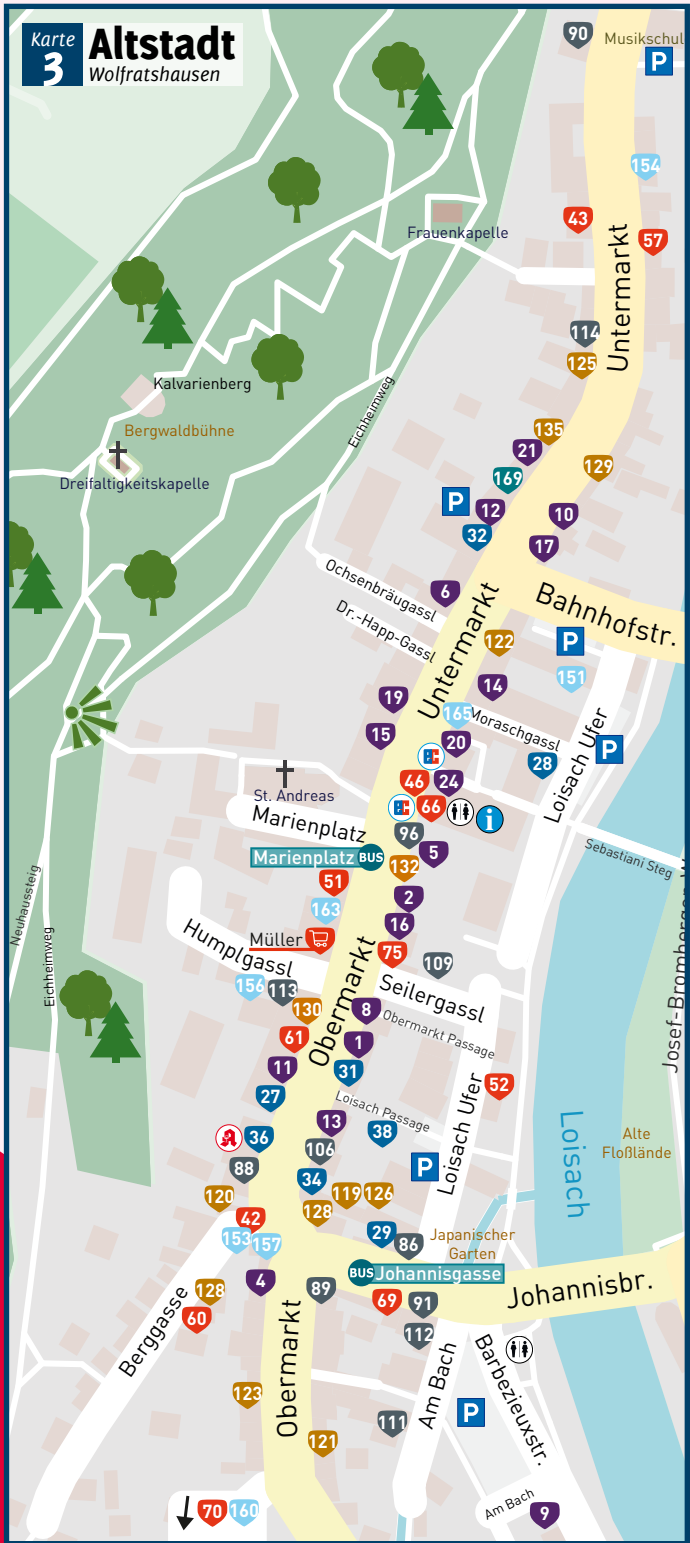 Karte
3
Altstadt
Wolfratshausen
90
Musikschul
P
154
43
57
Untermarkt
Frauenkapelle
114
125
Kalvarienberg
Eichheimweg
Bergwaldbühne
135
21
129
Dreifaltigkeitskapelle
169
P
12
10
32
17
Ochsenbräugassl
6
Bahnhofstr.
Dr.-Happ-Gassl
Untermarkt
122
P
151
14
19
165
Moraschgassl
15
20
28
P
Loisach Ufer
46
24
St. Andreas
66
i
Marienplatz
96
Marienplatz BUS
5
132
Sebastiani Steg
51
2
163
16
Neuhaussteig
Eichheimweg
Humplgassl
Müller
75
109
Josef-Bromberger-W
156
113
Seilergassl
130
8
Obermarkt
Obermarkt Passage
61
1
11
31
52
27
Loisach Passage
Loisach Ufer
13
38
36
106
Loisach
Alte
Floßlände
88
P
34
120
119
126
128
42
153
157
29
86
Japanischer
Garten
BUS Johannisgasse
4
89
128
69
91
Johannisbr.
60
Berggasse
112
Obermarkt
Am Bach
Barbezieuxstr.
123
P
111
121
Am Bach
9
70
160